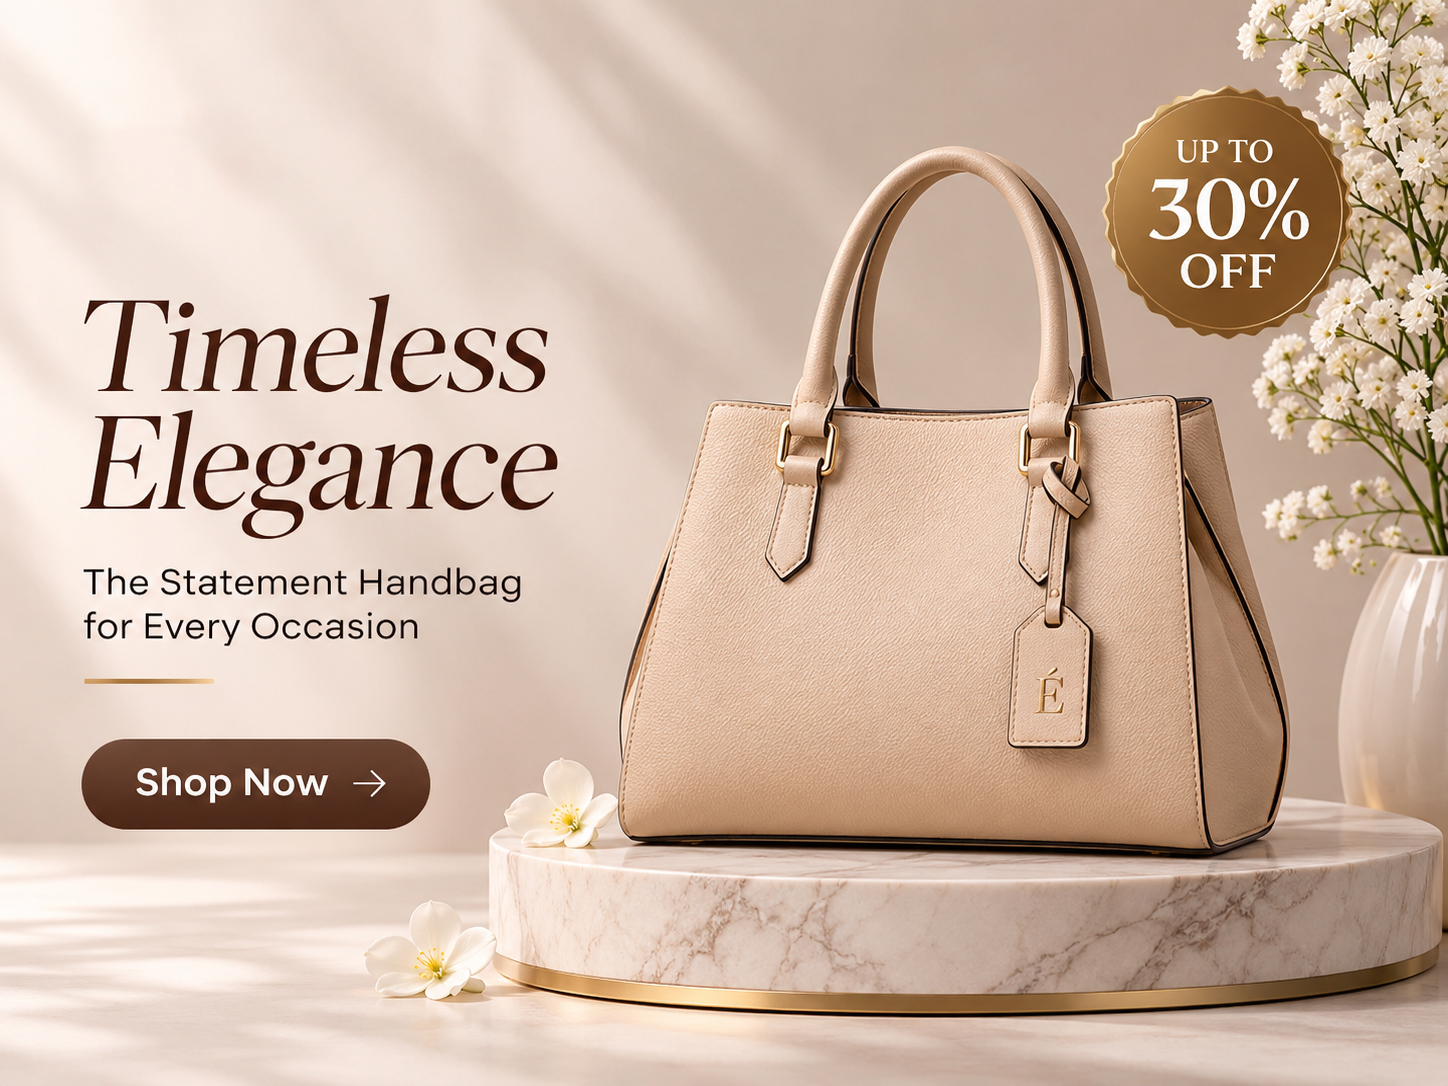 Timeless
Elegance
The Statement Handbag
for Every Occasion
Shop Now →
UP TO
30%
OFF
É